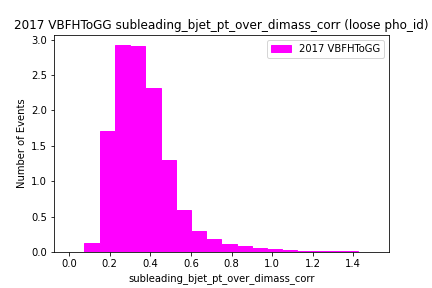 2017 VBFHToGG subleading_bjet_pt_over_dimass_corr (loose pho_id)
2017 VBFHToGG
Number of Events
3.0
2.5
2.0
1.5
1.0
0.5
0.0
0.0 0.2 0.4 0.6 0.8 1.0 1.2 1.4
subleading_bjet_pt_over_dimass_corr